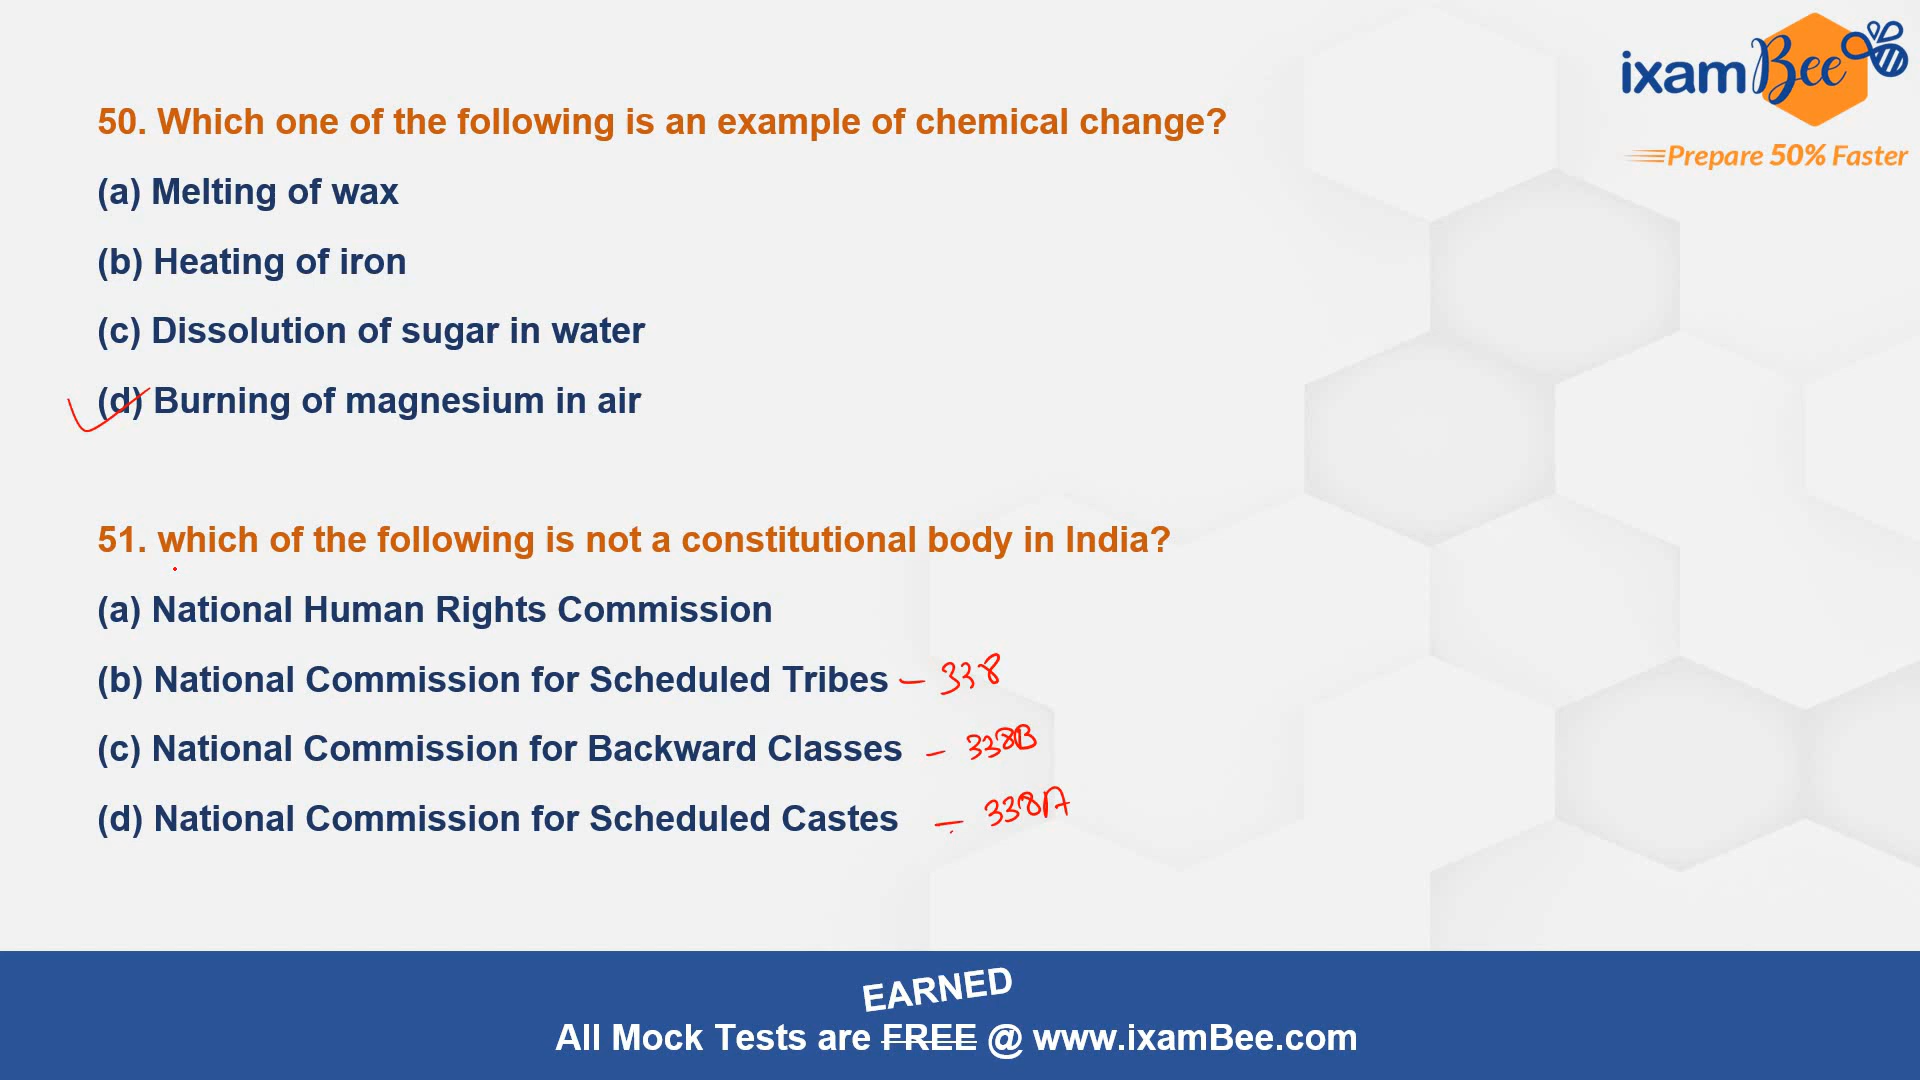 ixamBee
Prepare 50% Faster
50. Which one of the following is an example of chemical change?
(a) Melting of wax
(b) Heating of iron
(c) Dissolution of sugar in water
(d) Burning of magnesium in air
51. which of the following is not a constitutional body in India?
(a) National Human Rights Commission
(b) National Commission for Scheduled Tribes – 338
(c) National Commission for Backward Classes – 338B
(d) National Commission for Scheduled Castes – 338A
EARNED
All Mock Tests are FREE @ www.ixamBee.com